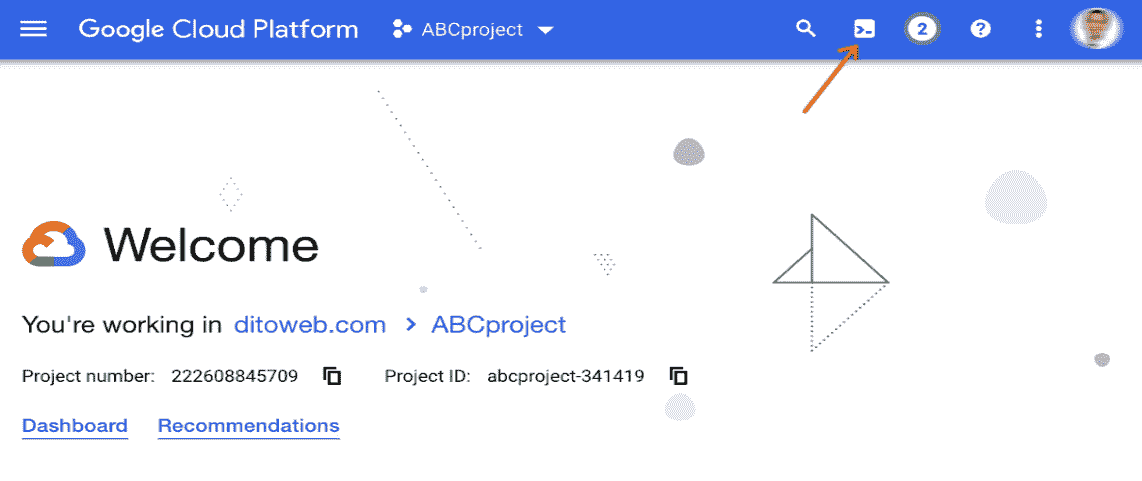 Google Cloud Platform ABCproject 2
Welcome
You're working in ditoweb.com > ABCproject
Project number: 222608845709 Project ID: abcproject-341419
Dashboard Recommendations